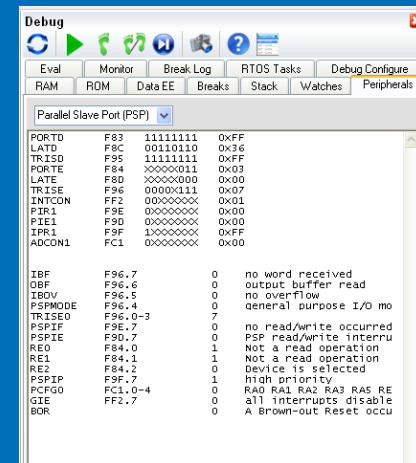 Debug
Eval Monitor Break Log RTOS Tasks Debug Configure
RAM ROM Data EE Breaks Stack Watches Peripherals
Parallel Slave Port (PSP)
PORTD F83 11111111 0xFF
LATD F8C 00110110 0x36
TRISD F95 11111111 0xFF
PORTE F84 XXXXX011 0x03
LATE F8D XXXXX000 0x00
TRISE F96 0000X111 0x07
INTCON FF2 00XXXXXX 0x01
PIR1 F9E 0XXXXXXX 0x00
PIE1 F9D 0XXXXXXX 0x00
IPR1 F9F 1XXXXXXX 0xFF
ADCON1 FC1 0XXXXXXX 0x00
IBF F96.7 0 no word received
OBF F96.6 0 output buffer read
IBOV F96.5 0 no overflow
PSPMODE F96.4 0 general purpose I/O mo
TRISE0 F96.0-3 7
PSPIF F9E.7 0 no read/write occurred
PSPIE F9D.7 0 PSP read/write interru
RE0 F84.0 1 Not a read operation
RE1 F84.1 1 Not a read operation
RE2 F84.2 0 Device is selected
PSPIP F9F.7 1 high priority
PCFG0 FC1.0-4 0 RA0 RA1 RA2 RA3 RA5 RE
GIE FF2.7 0 all interrupts disable
BOR 0 A Brown-out Reset occu